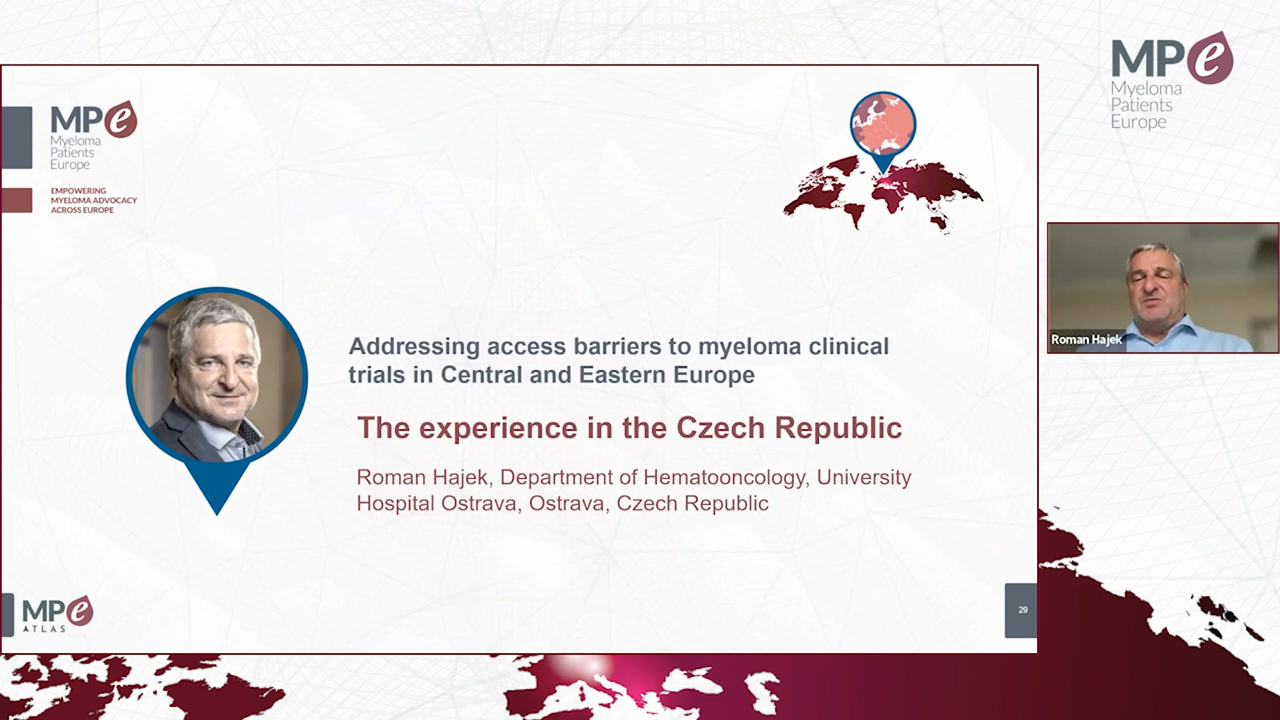 MPe
Myeloma
Patients
Europe
EMPOWERING
MYELOMA ADVOCACY
ACROSS EUROPE
MPe
Myeloma
Patients
Europe
Roman Hajek
Addressing access barriers to myeloma clinical
trials in Central and Eastern Europe
The experience in the Czech Republic
Roman Hajek, Department of Hematooncology, University
Hospital Ostrava, Ostrava, Czech Republic
MPe
ATLAS
29